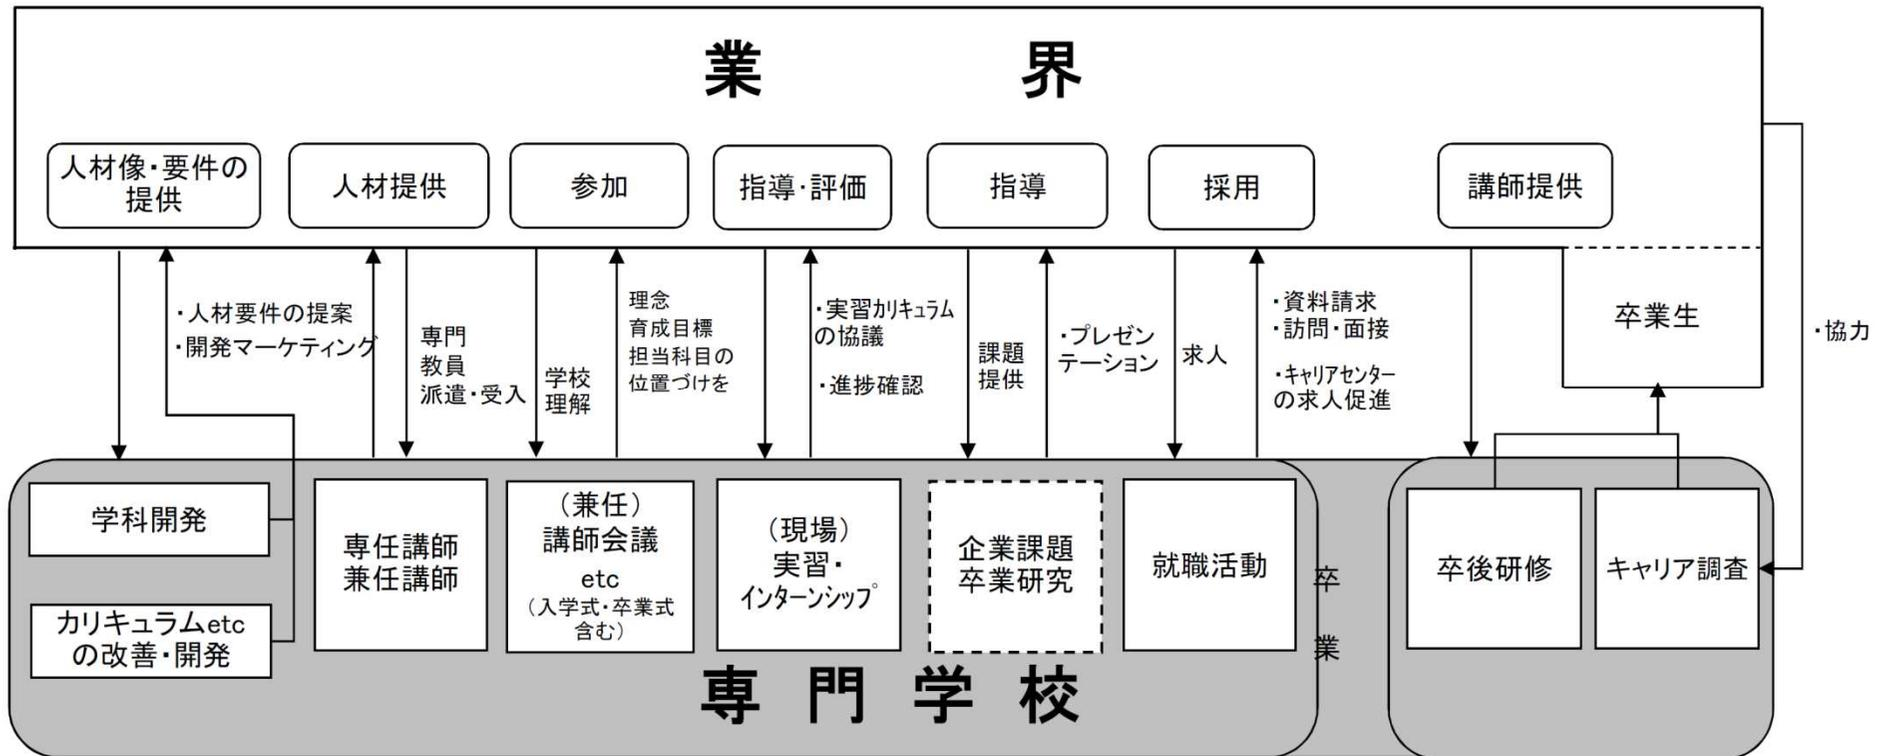 業界
人材像・要件の
提供
人材提供
参加
指導・評価
指導
採用
講師提供
・人材要件の提案
・開発マーケティング
専門
教員
派遣・受入
学校
理解
理念
育成目標
担当科目の
位置づけを
・実習カリキュラム
の協議
・進捗確認
課題
提供
・プレゼン
テーション
求人
・資料請求
・訪問・面接
・キャリアセンター
の求人促進
卒業生
・協力
学科開発
カリキュラムetc
の改善・開発
専任講師
兼任講師
（兼任）
講師会議
etc
（入学式・卒業式
含む）
（現場）
実習・
インターンシップ
企業課題
卒業研究
就職活動
卒
業
卒後研修
キャリア調査
専門学校